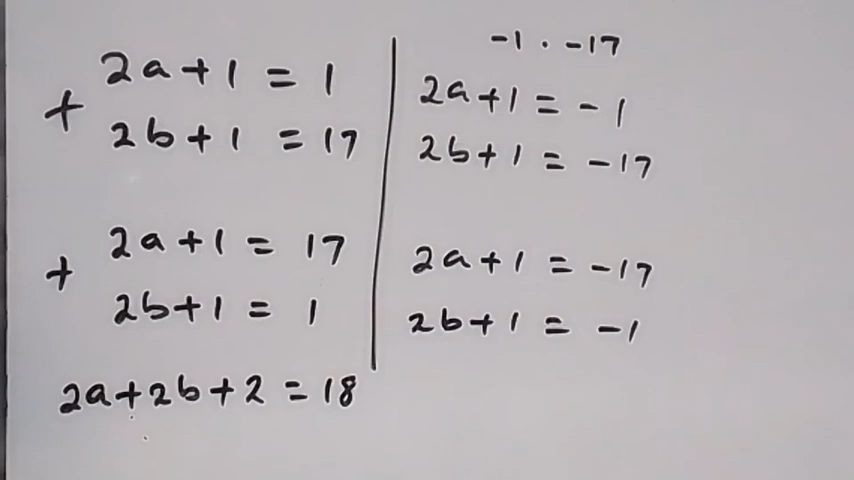 2a+1 = 1
+
2b+1 = 17
2a+1 = 17
+
2b+1 = 1
2a+2b+2 = 18
-1 . -17
2a+1 = -1
2b+1 = -17
2a+1 = -17
2b+1 = -1